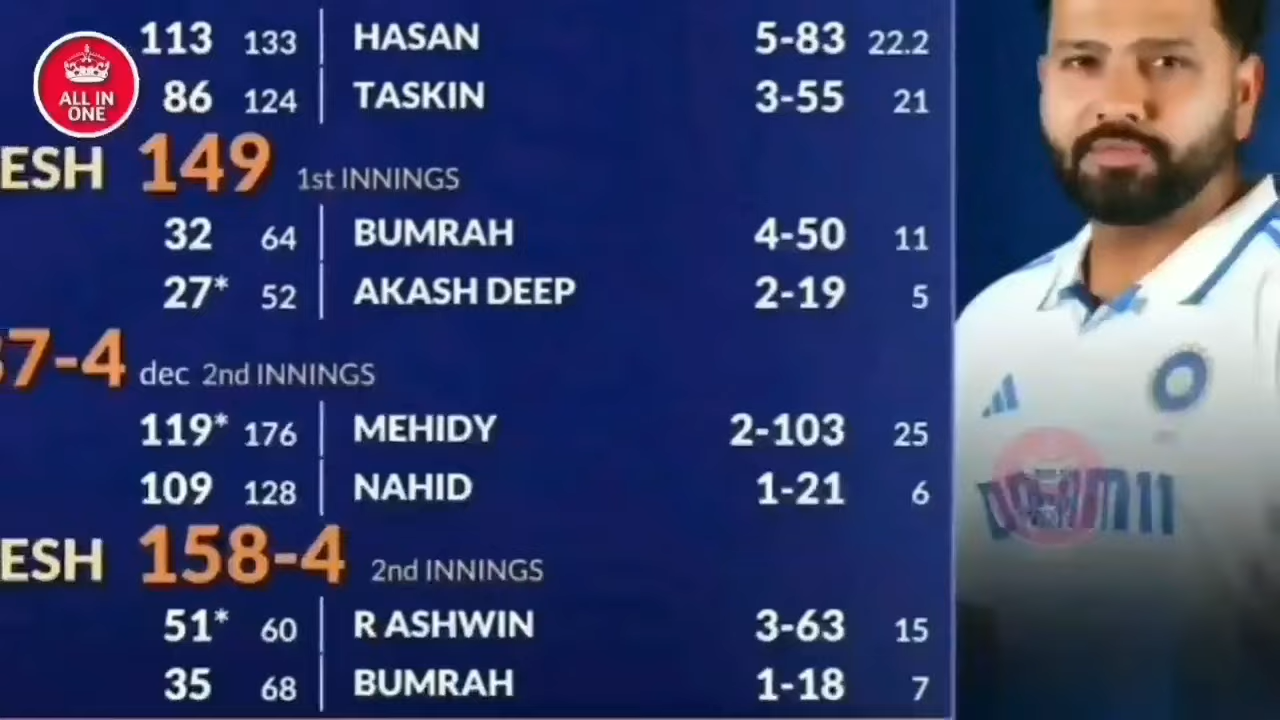 113 133 HASAN 5-83 22.2
ALL IN
ONE
86 124 TASKIN 3-55 21
ESH 149 1st INNINGS
32 64 BUMRAH 4-50 11
27* 52 AKASH DEEP 2-19 5
37-4 dec 2nd INNINGS
119* 176 MEHIDY 2-103 25
109 128 NAHID 1-21 6
DREAM11
ESH 158-4 2nd INNINGS
51* 60 R ASHWIN 3-63 15
35 68 BUMRAH 1-18 7